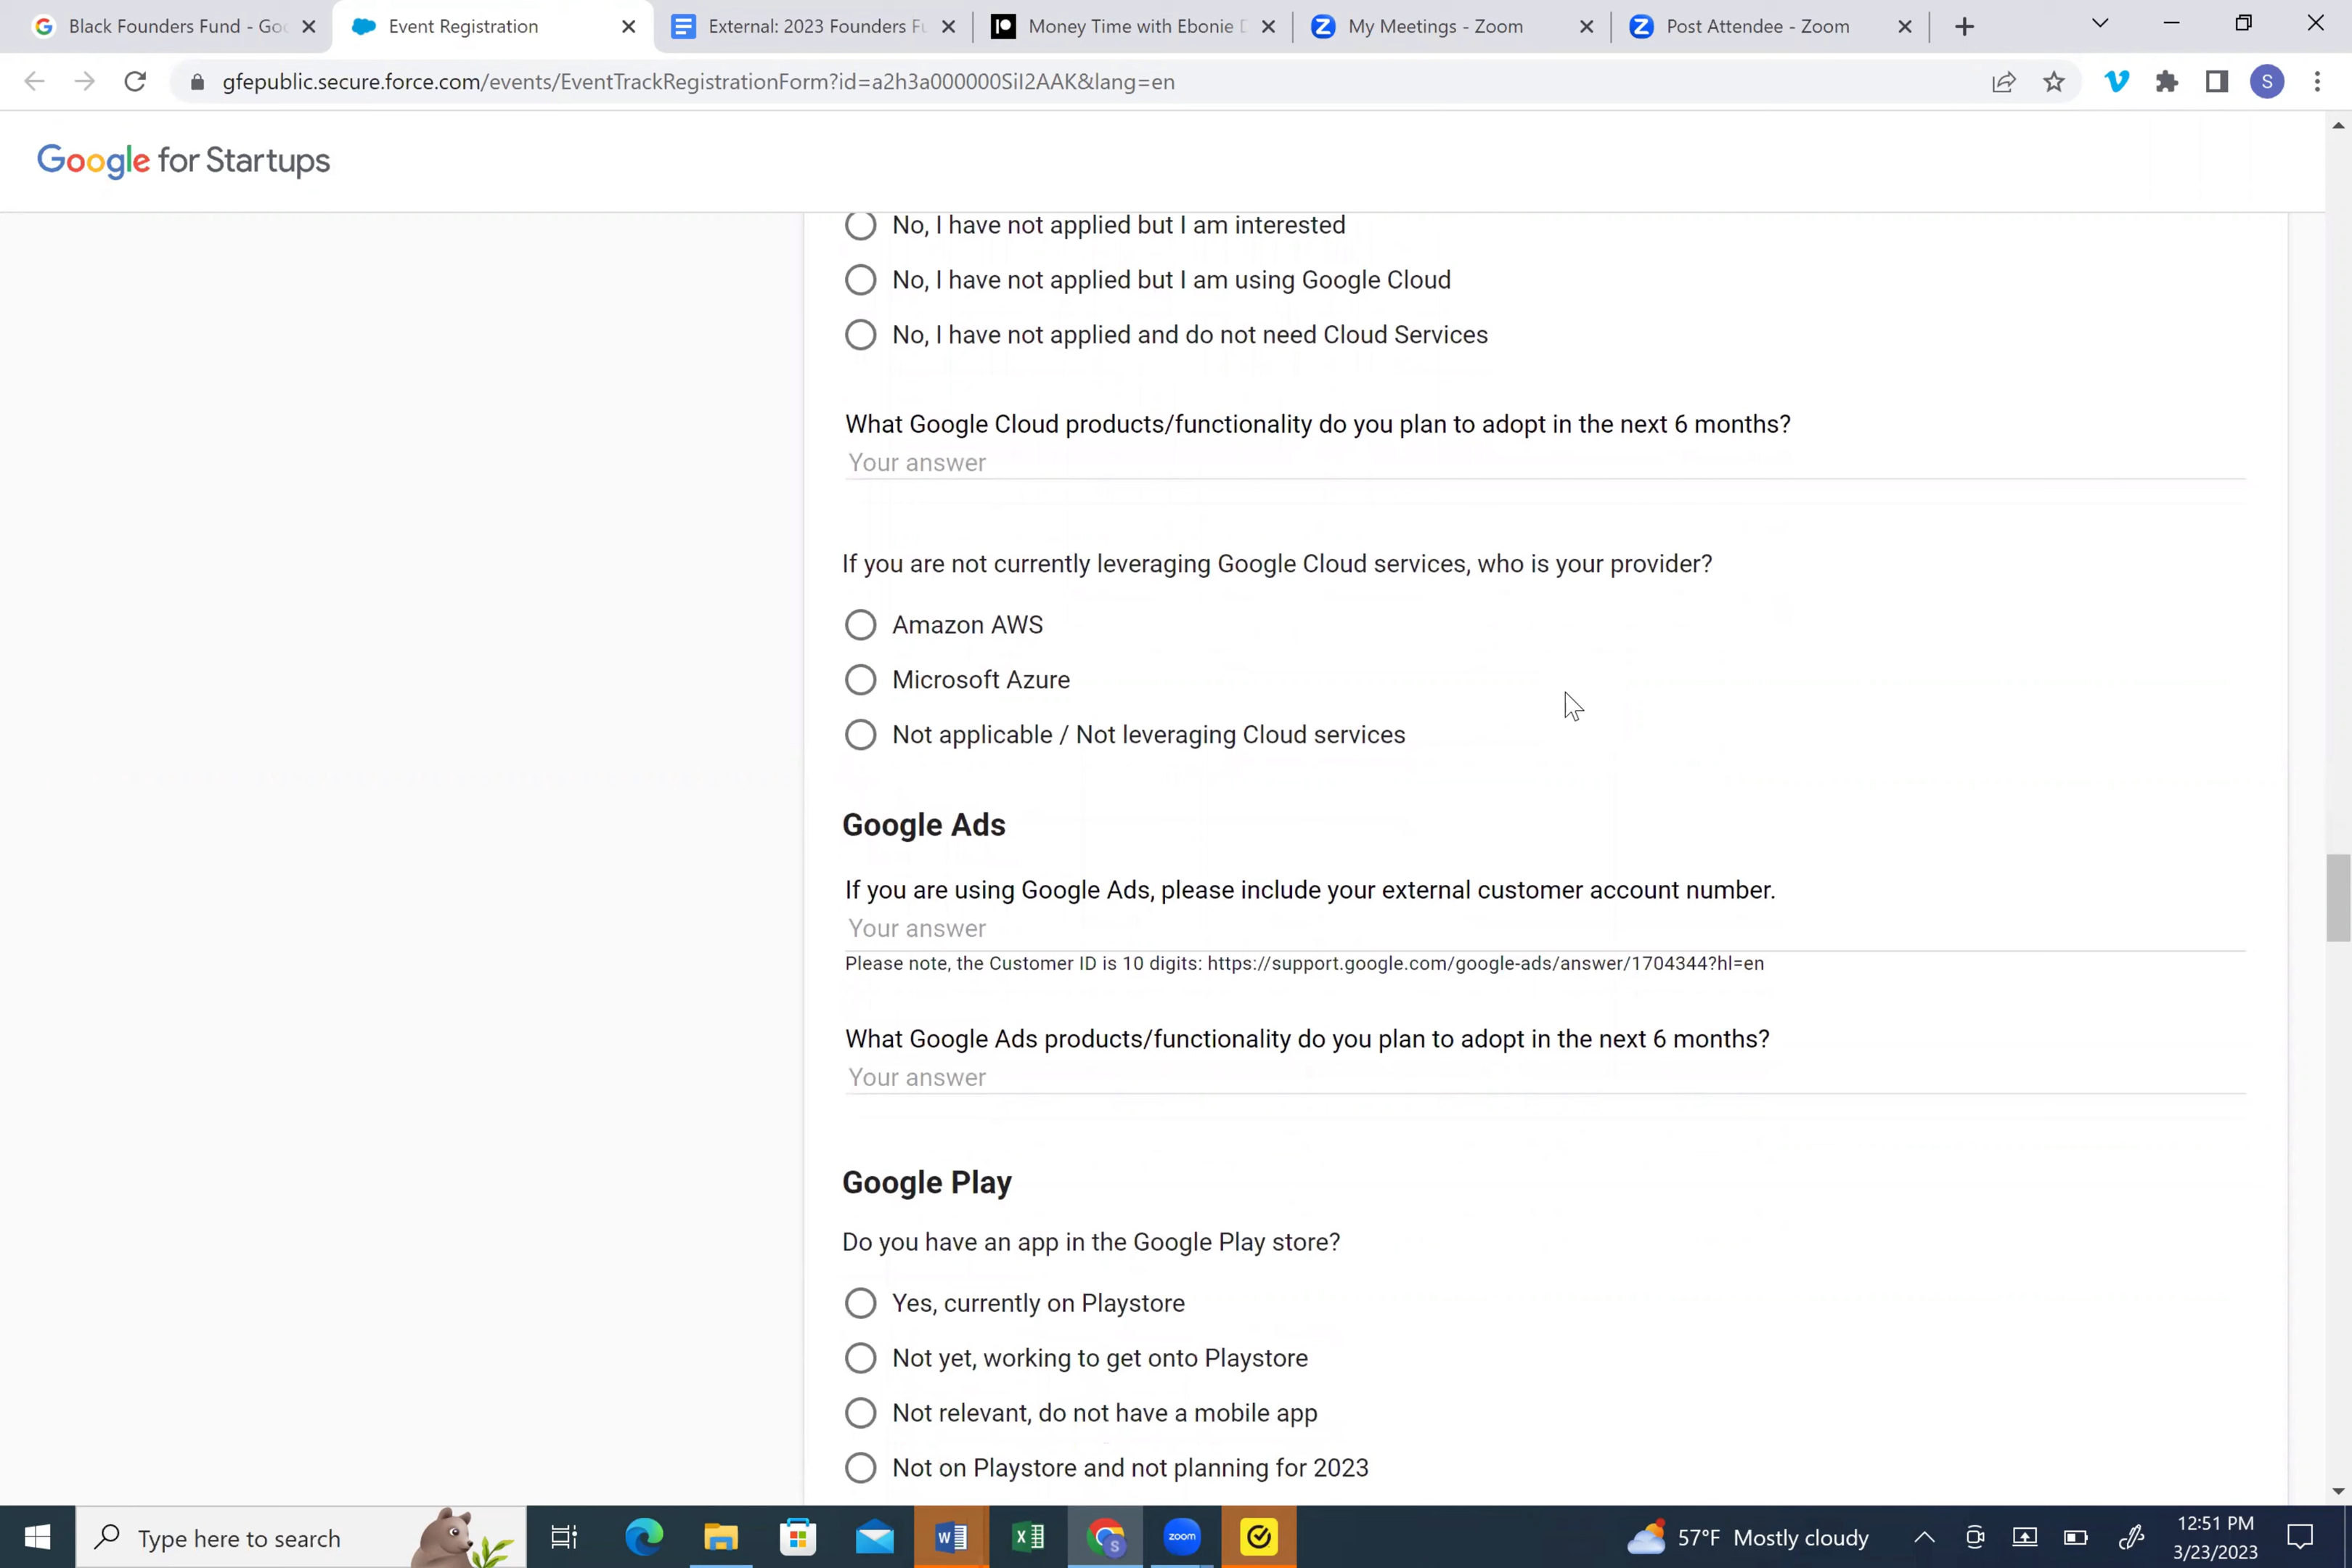 Black Founders Fund - Goo
Event Registration
External: 2023 Founders Fu
Money Time with Ebonie D
My Meetings - Zoom
Post Attendee - Zoom
gfepublic.secure.force.com/events/EventTrackRegistrationForm?id=a2h3a000000SiI2AAK&lang=en
S
Google for Startups
No, I have not applied but I am interested
No, I have not applied but I am using Google Cloud
No, I have not applied and do not need Cloud Services
What Google Cloud products/functionality do you plan to adopt in the next 6 months?
Your answer
If you are not currently leveraging Google Cloud services, who is your provider?
Amazon AWS
Microsoft Azure
Not applicable / Not leveraging Cloud services
Google Ads
If you are using Google Ads, please include your external customer account number.
Your answer
Please note, the Customer ID is 10 digits: https://support.google.com/google-ads/answer/1704344?hl=en
What Google Ads products/functionality do you plan to adopt in the next 6 months?
Your answer
Google Play
Do you have an app in the Google Play store?
Yes, currently on Playstore
Not yet, working to get onto Playstore
Not relevant, do not have a mobile app
Not on Playstore and not planning for 2023
Type here to search
zoom
57°F Mostly cloudy
12:51 PM
3/23/2023